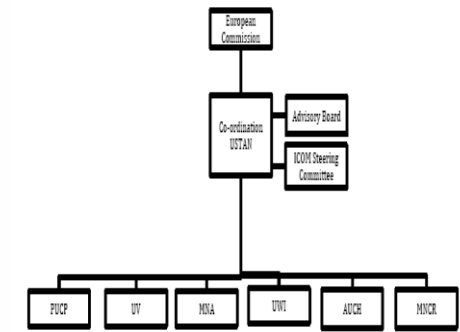 European
Commission
Co-ordination
USTAN
Advisory Board
ICOM Steering
Committee
PUCP
UV
MNA
UWI
AUCH
MNCR